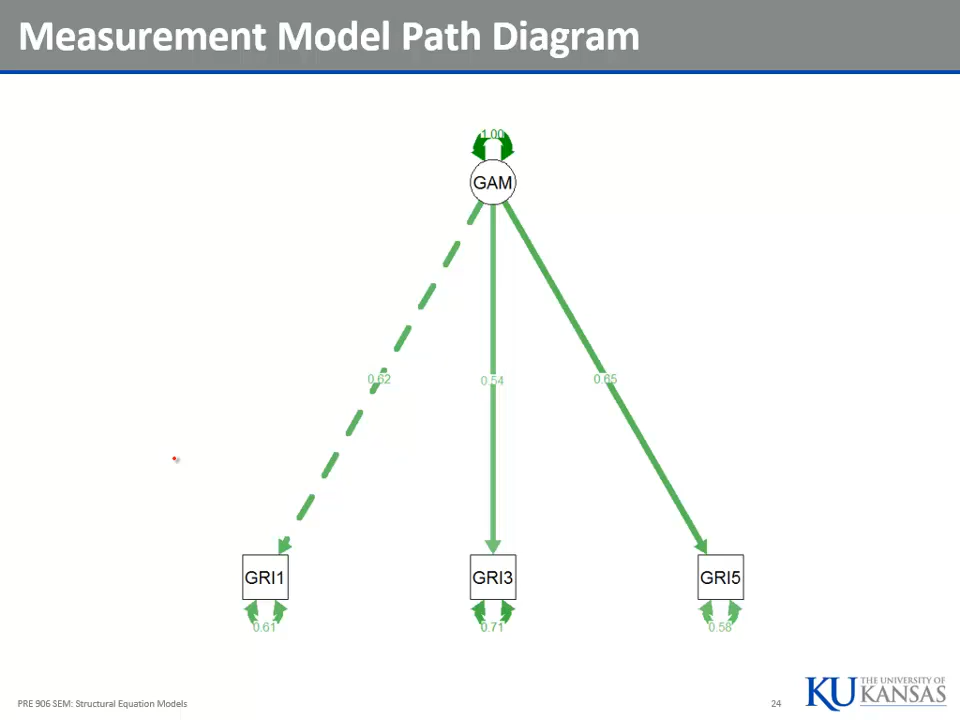 Measurement Model Path Diagram
1.00
GAM
0.62
0.54
0.65
GRI1
GRI3
GRI5
0.61
0.71
0.58
PRE 906 SEM: Structural Equation Models
24
KU THE UNIVERSITY OF
KANSAS